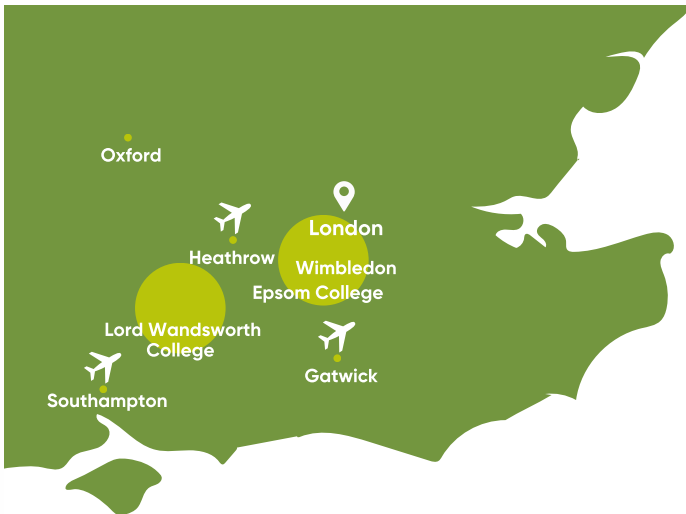 Oxford
London
Heathrow
Wimbledon
Epsom College
Lord Wandsworth
College
Gatwick
Southampton